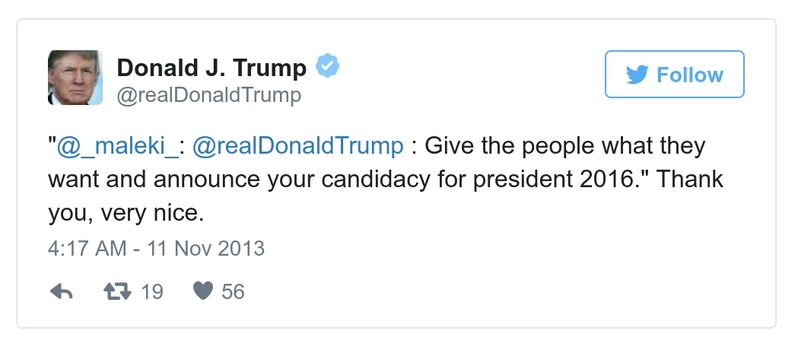 Donald J. Trump
@realDonaldTrump
Follow
"@_maleki_: @realDonaldTrump : Give the people what they
want and announce your candidacy for president 2016." Thank
you, very nice.
4:17 AM - 11 Nov 2013
19 56